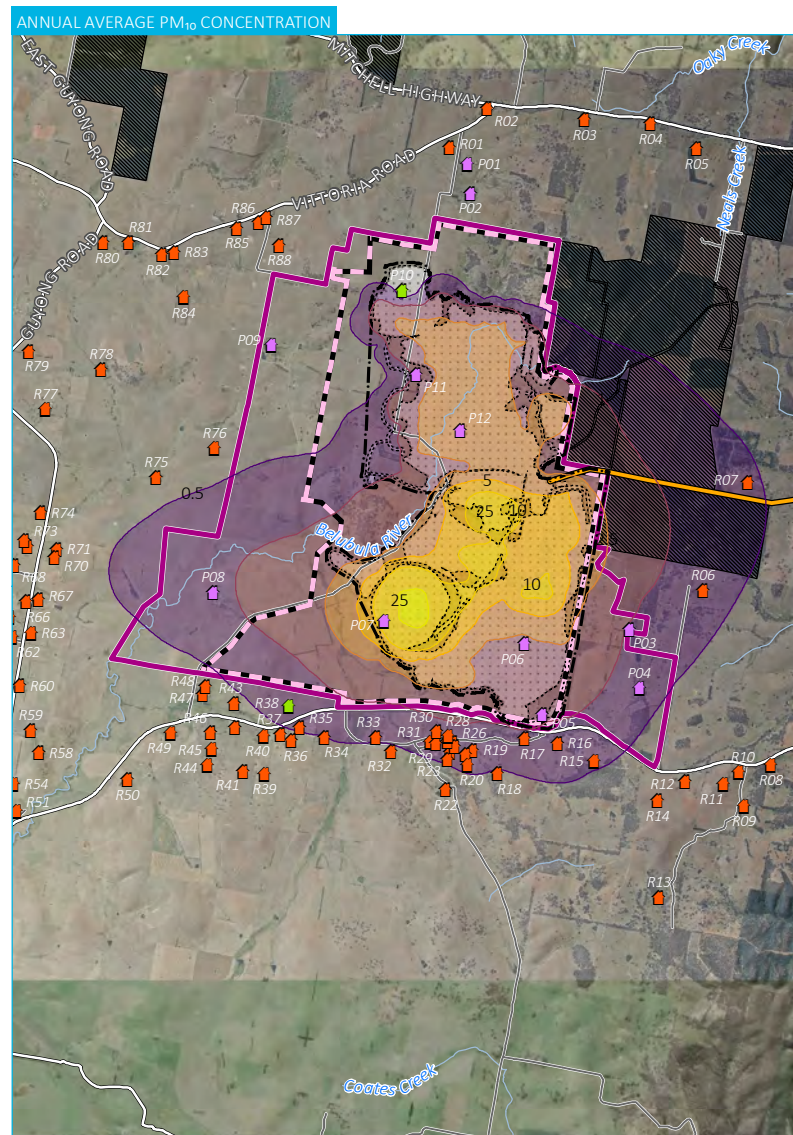 ANNUAL AVERAGE PM₁₀ CONCENTRATION
Oaky Creek
MITCHELL HIGHWAY
EAST GUYONG ROAD
R02
R03
R04
R01
R05
P01
VITTORIA ROAD
P02
Neals Creek
R86
R87
R85
R81
R80
R88
R82
R83
GUYONG ROAD
P10
R84
P09
R79
R78
P11
R77
P12
R76
R75
5
R07
0.5
25
10
R74
Belubula River
R73
R71
R70
R68
R06
P08
10
25
R67
R66
P07
R63
P03
R62
P06
P04
R60
R48
R47
R43
R38
P05
R59
R46
R37
R35
R30
R28
R49
R40
R33
R31
R26
R17
R16
R45
R36
R34
R19
R58
R32
R29
R15
R44
R23
R10
R08
R41
R39
R20
R18
R12
R11
R54
R50
R22
R14
R51
R09
R13
Coates Creek